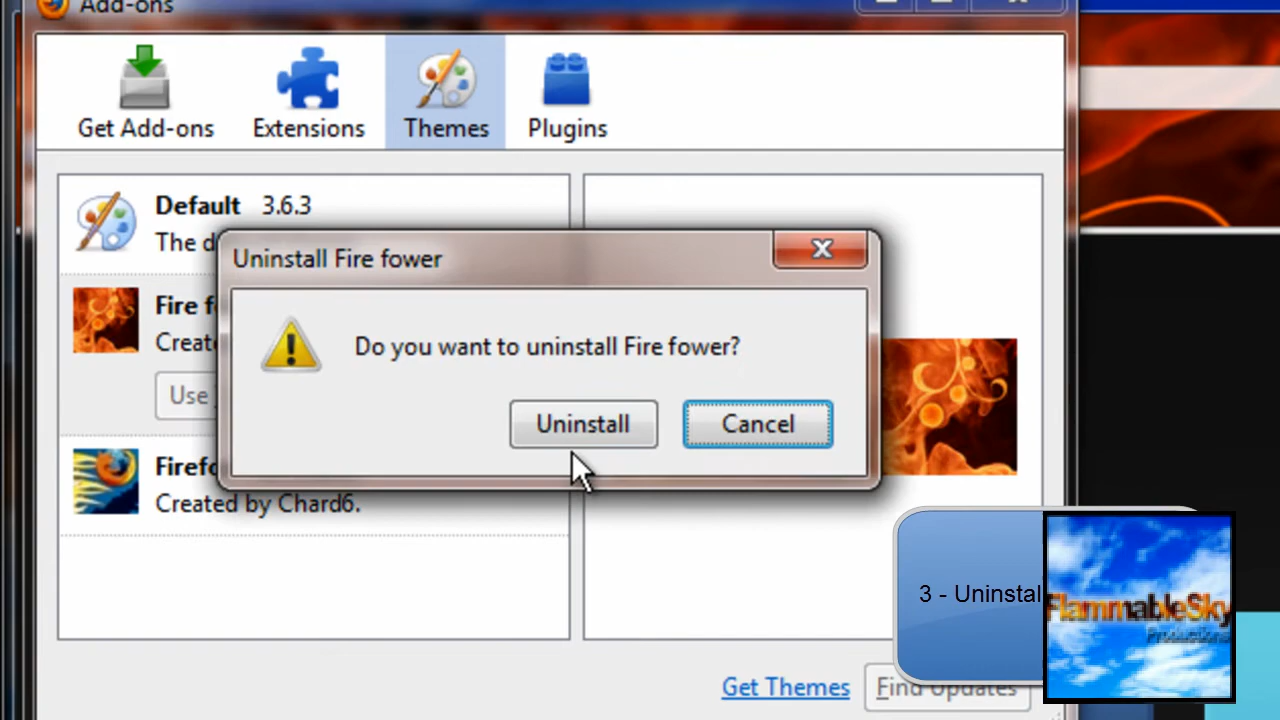 Add-ons
Get Add-ons
Extensions
Themes
Plugins
Default 3.6.3
The d
Uninstall Fire fower
Fire f
Creat
Do you want to uninstall Fire fower?
Use
Uninstall
Cancel
Firefo
Created by Chard6.
3 - Uninstal
FlammableSky
Productions
Get Themes
Find Updates